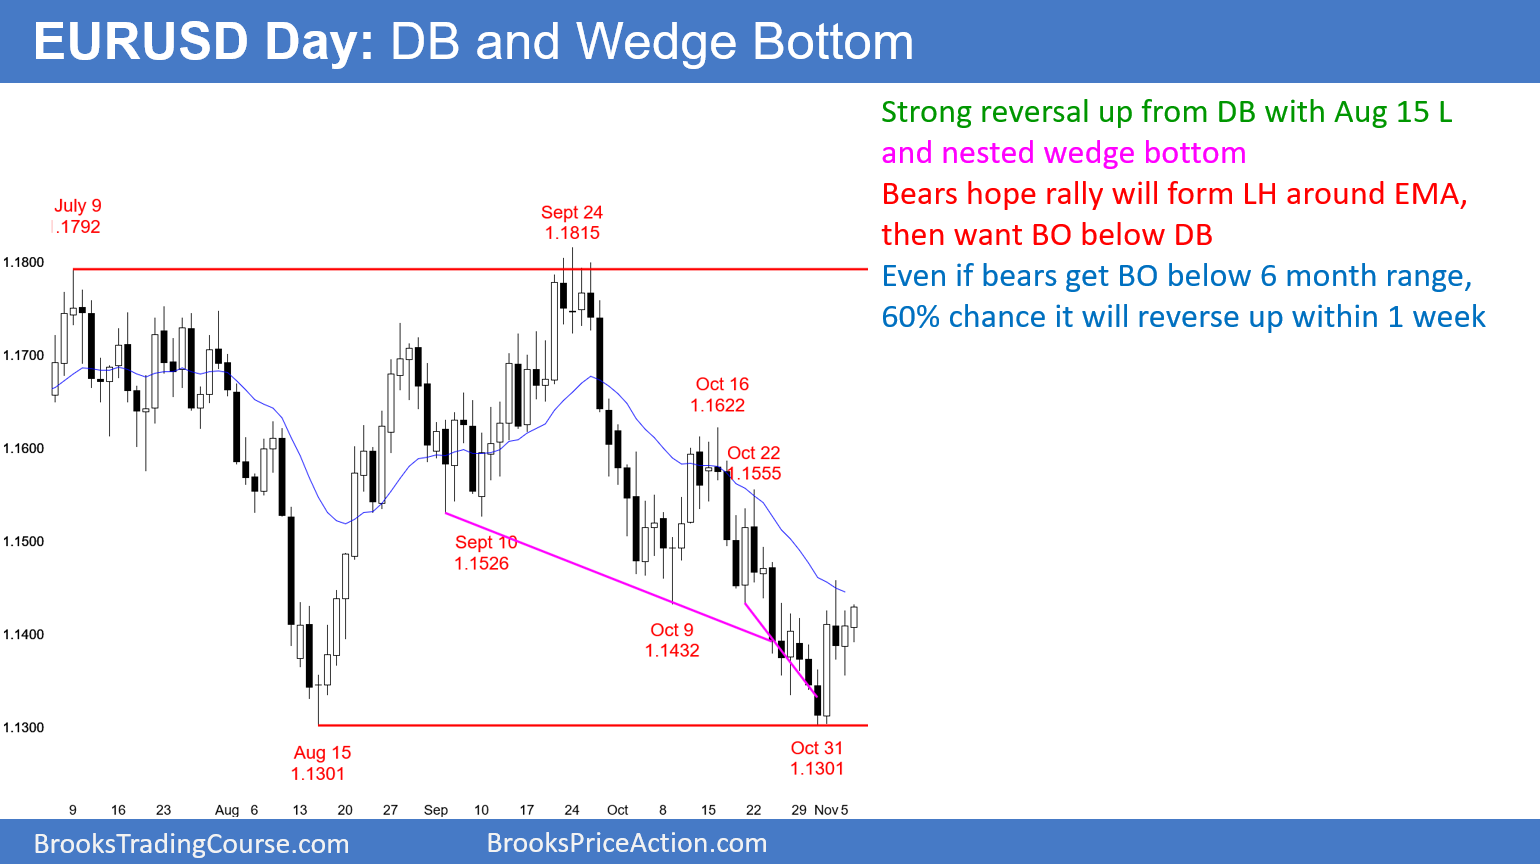 EURUSD Day: DB and Wedge Bottom
Strong reversal up from DB with Aug 15 L
and nested wedge bottom
Bears hope rally will form LH around EMA,
then want BO below DB
Even if bears get BO below 6 month range,
60% chance it will reverse up within 1 week
July 9
1.1792
Sept 24
1.1815
1.1800
1.1700
Oct 16
1.1622
1.1600
Oct 22
1.1555
1.1500
Sept 10
1.1526
1.1400
Oct 9
1.1432
1.1300
Aug 15
1.1301
Oct 31
1.1301
9 16 23 Aug 6 13 20 27 Sep 10 17 24 Oct 8 15 22 29 Nov 5
BrooksTradingCourse.com
BrooksPriceAction.com